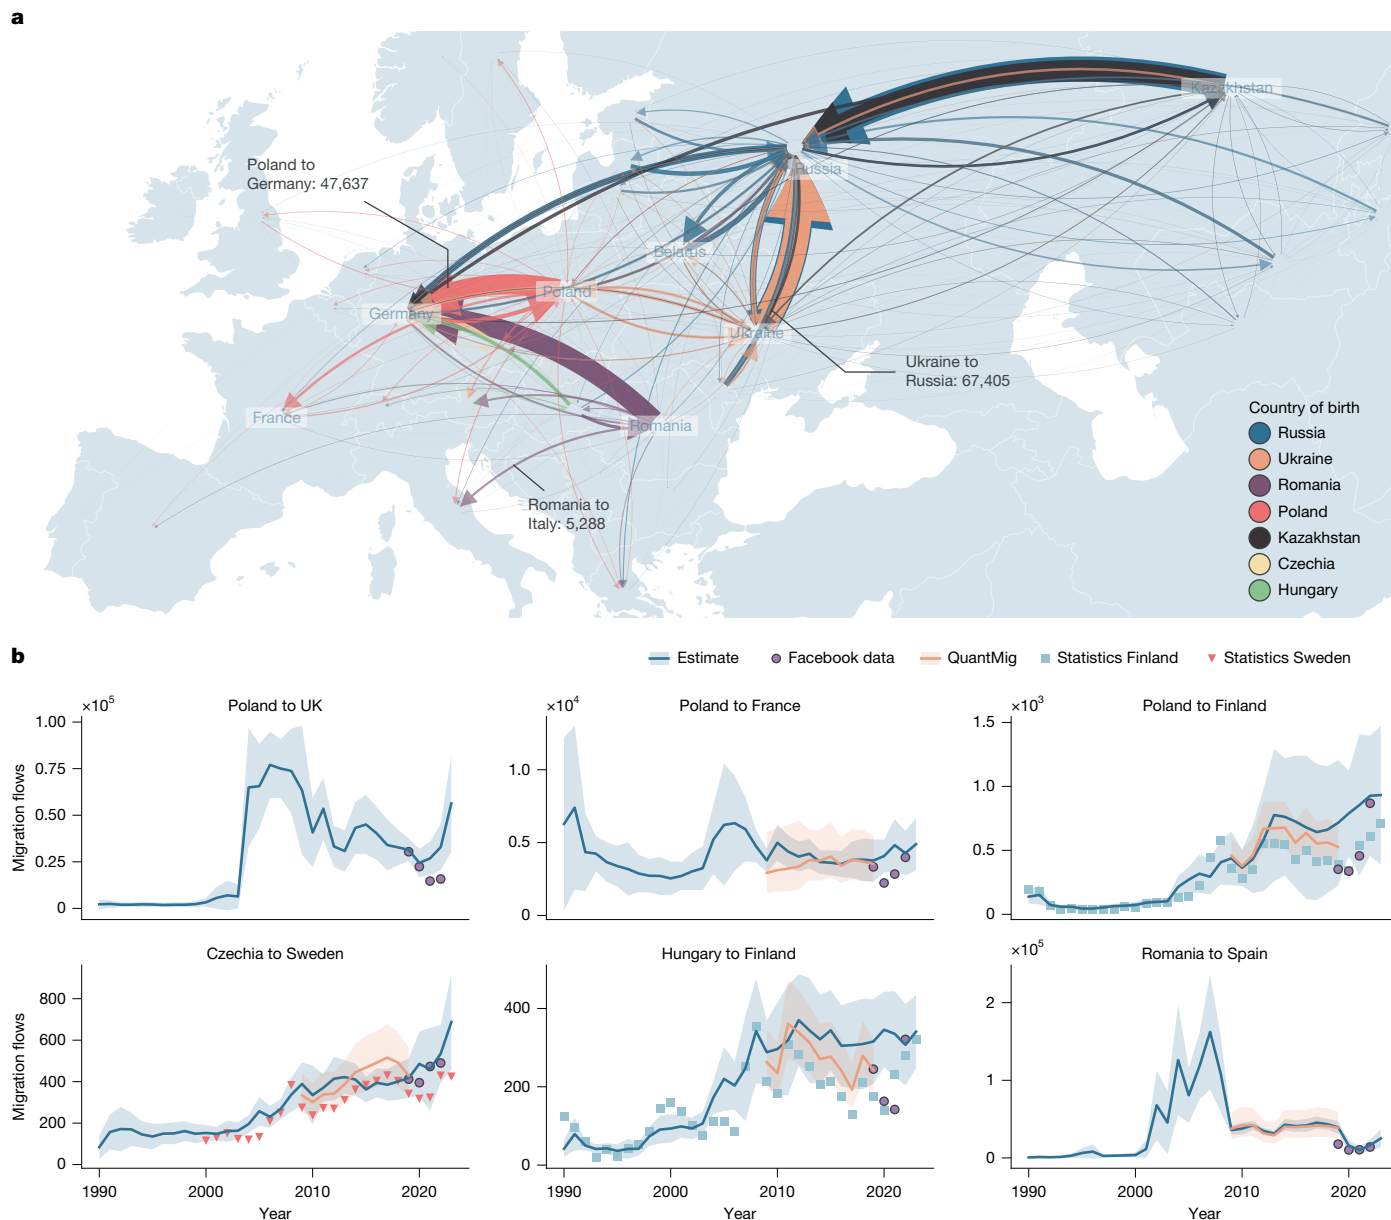 a
Kazakhstan
Poland to
Germany: 47,637
Russia
Belarus
Poland
Germany
Ukraine
Ukraine to
Russia: 67,405
France
Romania
Romania to
Italy: 5,288
Country of birth
Russia
Ukraine
Romania
Poland
Kazakhstan
Czechia
Hungary
b
Estimate
Facebook data
QuantMig
Statistics Finland
Statistics Sweden
Poland to UK
×10⁵
1.00
0.75
0.50
0.25
0
Migration flows
Poland to France
×10⁴
1.0
0.5
0
Poland to Finland
×10³
1.5
1.0
0.5
0
Czechia to Sweden
800
600
400
200
0
Migration flows
1990 2000 2010 2020
Year
Hungary to Finland
400
200
0
1990 2000 2010 2020
Year
Romania to Spain
×10⁵
2
1
0
1990 2000 2010 2020
Year